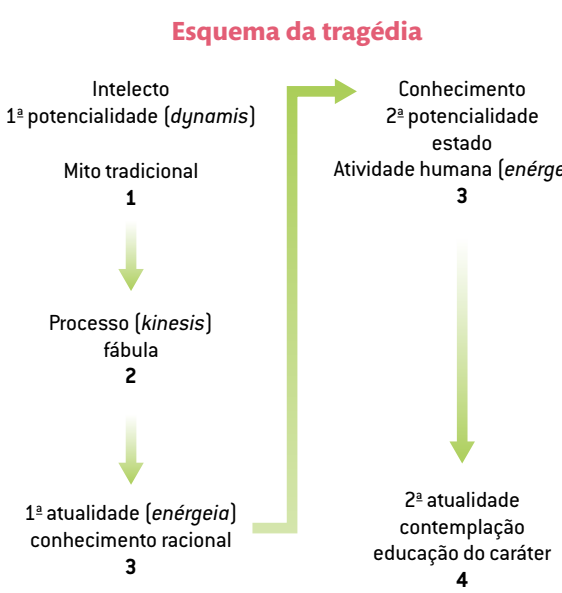 Esquema da tragédia
Intelecto
1ª potencialidade (dynamis)
Mito tradicional
1
Processo (kinesis)
fábula
2
1ª atualidade (enérgeia)
conhecimento racional
3
Conhecimento
2ª potencialidade
estado
Atividade humana (enérge
3
2ª atualidade
contemplação
educação do caráter
4